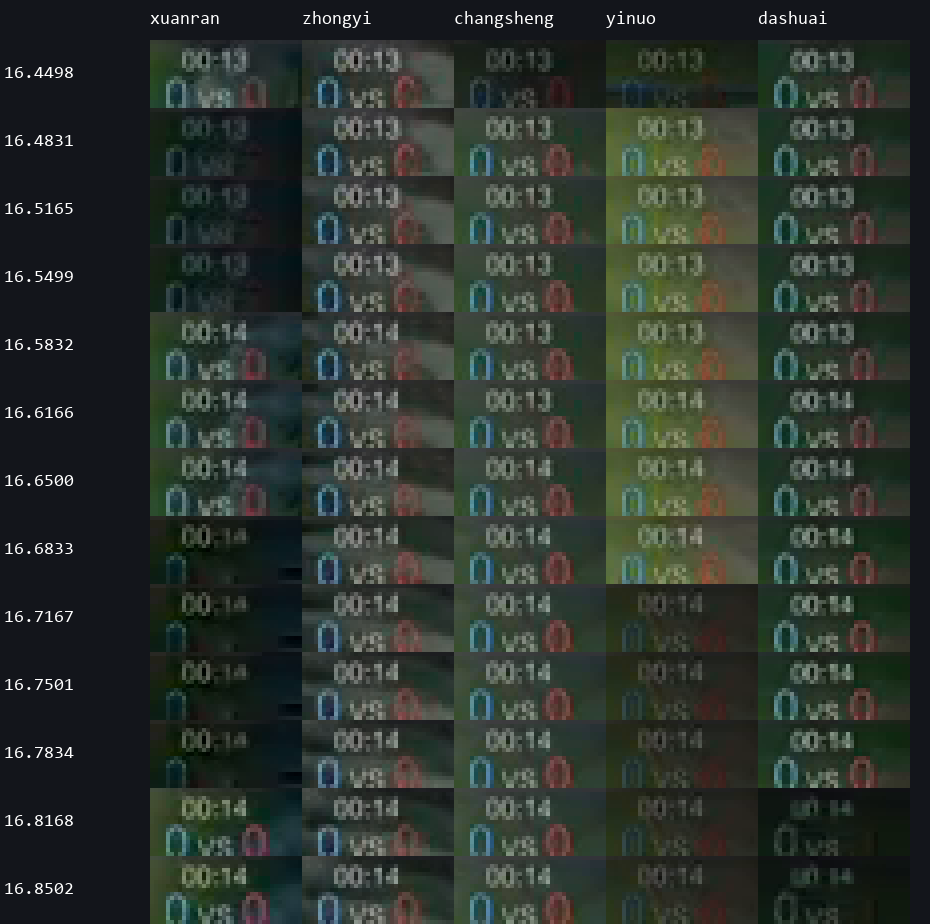 xuanran zhongyi changsheng yinuo dashuai
16.4498 00:13 00:13 00:13 00:13 00:13
0 vs 0 0 vs 0 0 vs 0 0 vs 0
16.4831 00:13 00:13 00:13 00:13 00:13
0 vs 0 0 vs 0 0 vs 0 0 vs 0 0 vs 0
16.5165 00:13 00:13 00:13 00:13 00:13
0 vs 0 0 vs 0 0 vs 0 0 vs 0 0 vs 0
16.5499 00:13 00:13 00:13 00:13 00:13
0 vs 0 0 vs 0 0 vs 0 0 vs 0 0 vs 0
16.5832 00:14 00:14 00:13 00:13 00:13
0 vs 0 0 vs 0 0 vs 0 0 vs 0 0 vs 0
16.6166 00:14 00:14 00:13 00:14 00:14
0 vs 0 0 vs 0 0 vs 0 0 vs 0 0 vs 0
16.6500 00:14 00:14 00:14 00:14 00:14
0 vs 0 0 vs 0 0 vs 0 0 vs 0 0 vs 0
16.6833 00:14 00:14 00:14 00:14 00:14
0 0 vs 0 0 vs 0 0 vs 0 0 vs 0
16.7167 00:14 00:14 00:14 00:14 00:14
0 0 vs 0 0 vs 0 0 vs 0 0 vs 0
16.7501 00:14 00:14 00:14 00:14 00:14
0 0 vs 0 0 vs 0 0 vs 0 0 vs 0
16.7834 00:14 00:14 00:14 00:14 00:14
0 0 vs 0 0 vs 0 0 vs 0 0 vs 0
16.8168 00:14 00:14 00:14 00:14 00:14
0 vs 0 0 vs 0 0 vs 0 0 vs 0 0 vs
16.8502 00:14 00:14 00:14 00:14 00:14
0 vs 0 0 vs 0 0 vs 0 0 vs 0 0 vs